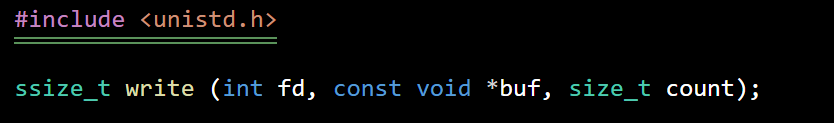 #include <unistd.h>
ssize_t write (int fd, const void *buf, size_t count);